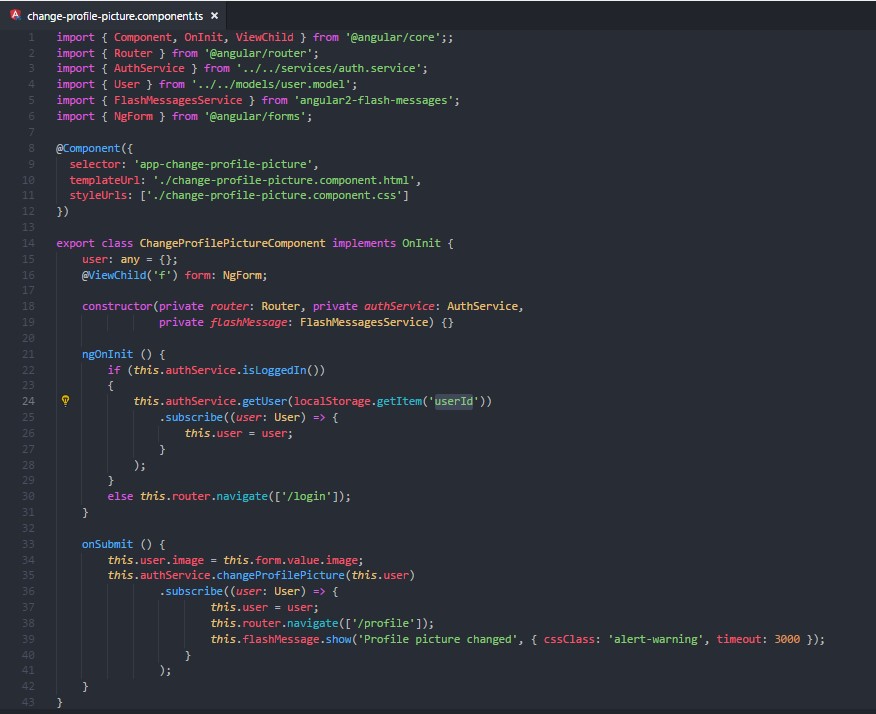 change-profile-picture.component.ts ×
1 import { Component, OnInit, ViewChild } from '@angular/core';;
2 import { Router } from '@angular/router';
3 import { AuthService } from '../../services/auth.service';
4 import { User } from '../../models/user.model';
5 import { FlashMessagesService } from 'angular2-flash-messages';
6 import { NgForm } from '@angular/forms';
7
8 @Component({
9   selector: 'app-change-profile-picture',
10   templateUrl: './change-profile-picture.component.html',
11   styleUrls: ['./change-profile-picture.component.css']
12 })
13
14 export class ChangeProfilePictureComponent implements OnInit {
15     user: any = {};
16     @ViewChild('f') form: NgForm;
17
18     constructor(private router: Router, private authService: AuthService,
19                 private flashMessage: FlashMessagesService) {}
20
21     ngOnInit () {
22         if (this.authService.isLoggedIn())
23         {
24             this.authService.getUser(localStorage.getItem('userId'))
25                 .subscribe((user: User) => {
26                     this.user = user;
27                 }
28             );
29         }
30         else this.router.navigate(['/login']);
31     }
32
33     onSubmit () {
34         this.user.image = this.form.value.image;
35         this.authService.changeProfilePicture(this.user)
36                 .subscribe((user: User) => {
37                         this.user = user;
38                         this.router.navigate(['/profile']);
39                         this.flashMessage.show('Profile picture changed', { cssClass: 'alert-warning', timeout: 3000 });
40                     }
41                 );
42     }
43 }